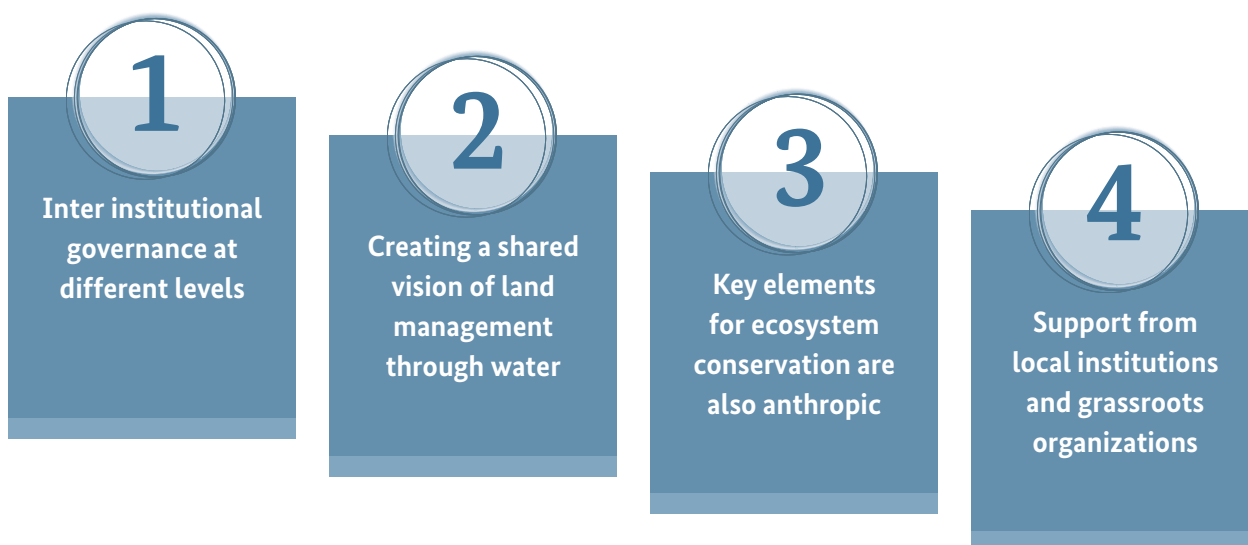 1
Inter institutional
governance at
different levels
2
Creating a shared
vision of land
management
through water
3
Key elements
for ecosystem
conservation are
also anthropic
4
Support from
local institutions
and grassroots
organizations